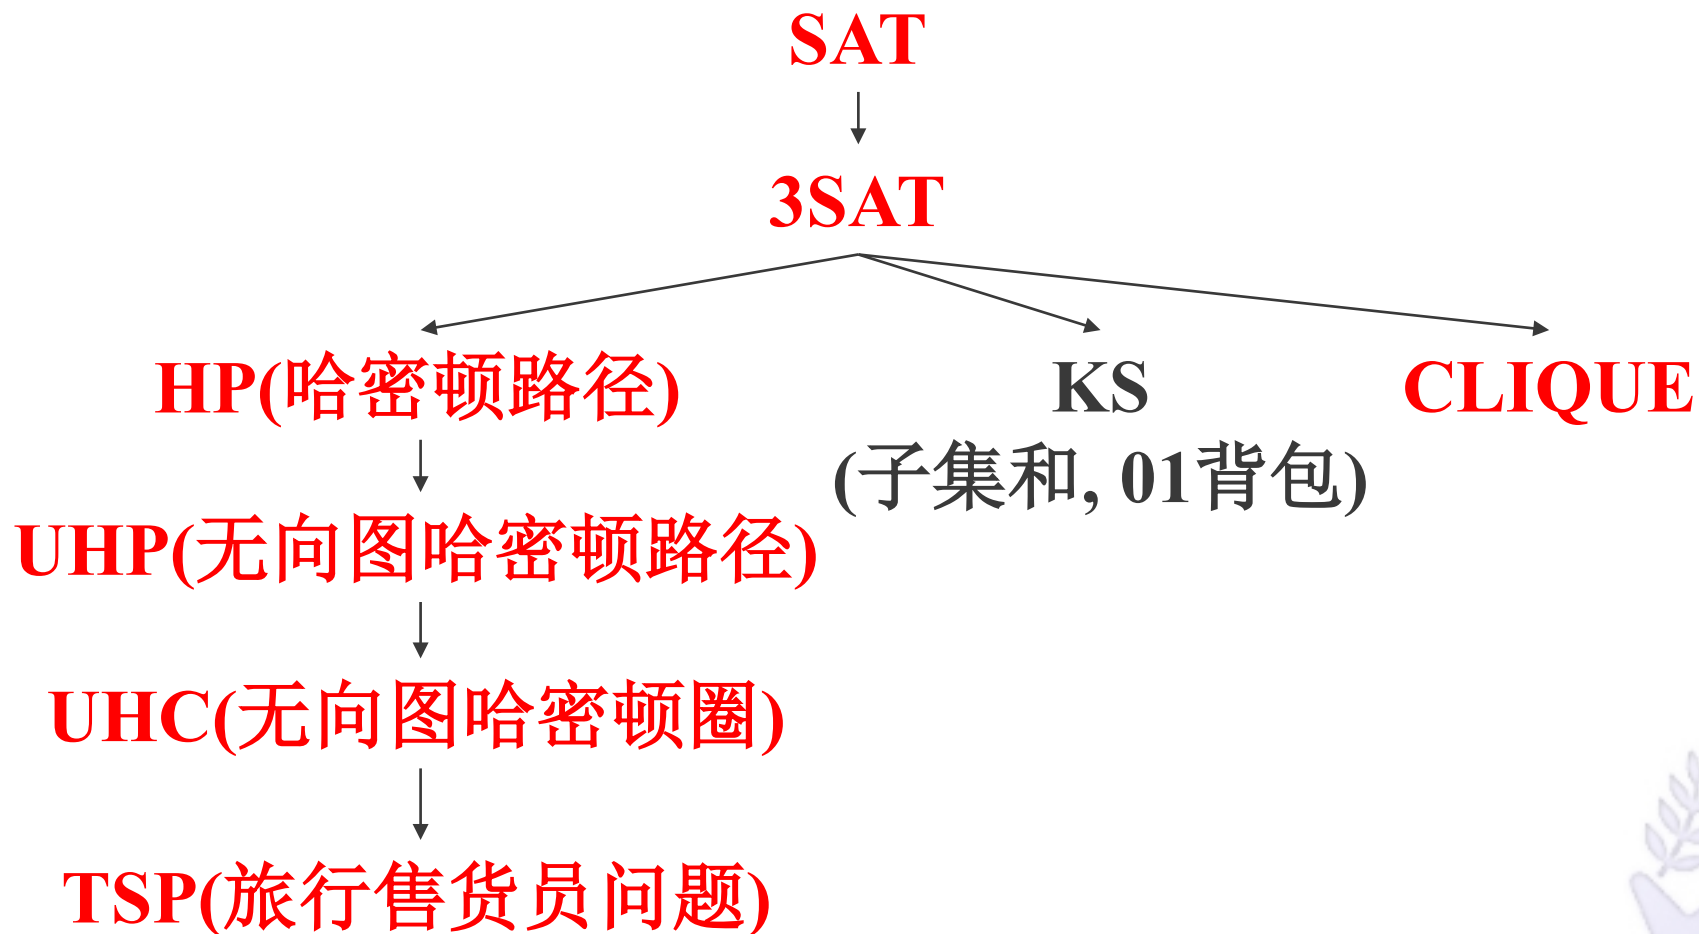 SAT
3SAT
HP(哈密顿路径)
KS
CLIQUE
(子集和, 01背包)
UHP(无向图哈密顿路径)
UHC(无向图哈密顿圈)
TSP(旅行售货员问题)